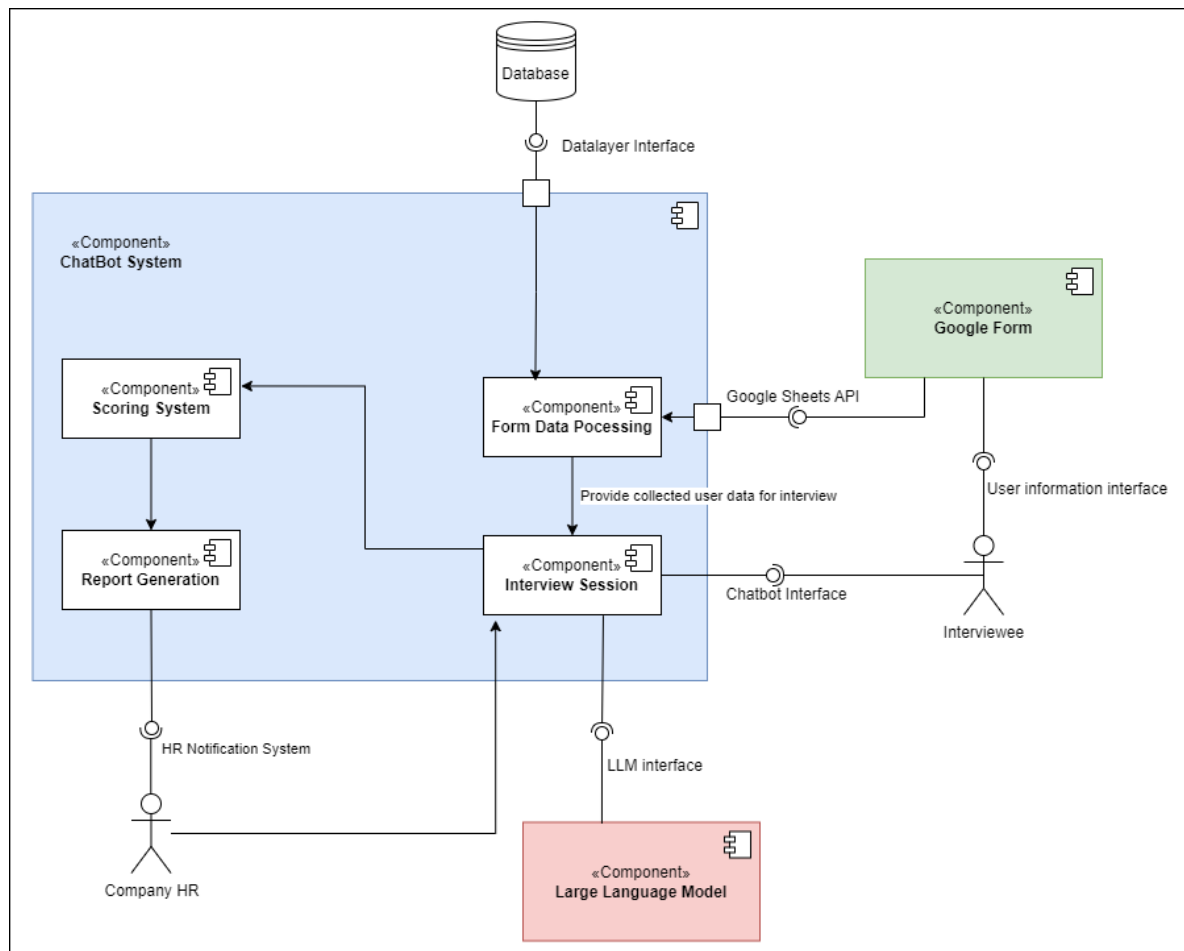 Database
Datalayer Interface
«Component»
ChatBot System
«Component»
Google Form
«Component»
Scoring System
«Component»
Form Data Pocessing
Google Sheets API
Provide collected user data for interview
User information interface
«Component»
Report Generation
«Component»
Interview Session
Chatbot Interface
Interviewee
HR Notification System
LLM interface
Company HR
«Component»
Large Language Model